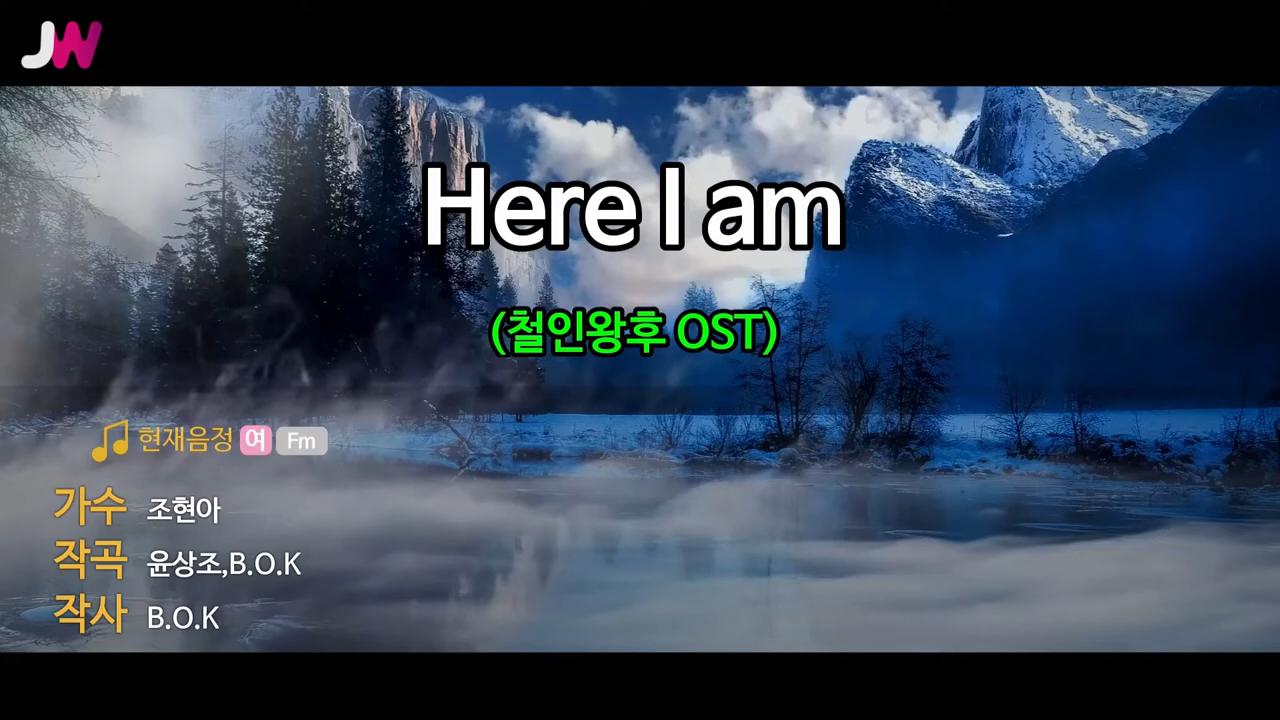 JW
Here I am
(철인왕후 OST)
현재음정 여 Fm
가수 조현아
작곡 윤상조,B.O.K
작사 B.O.K